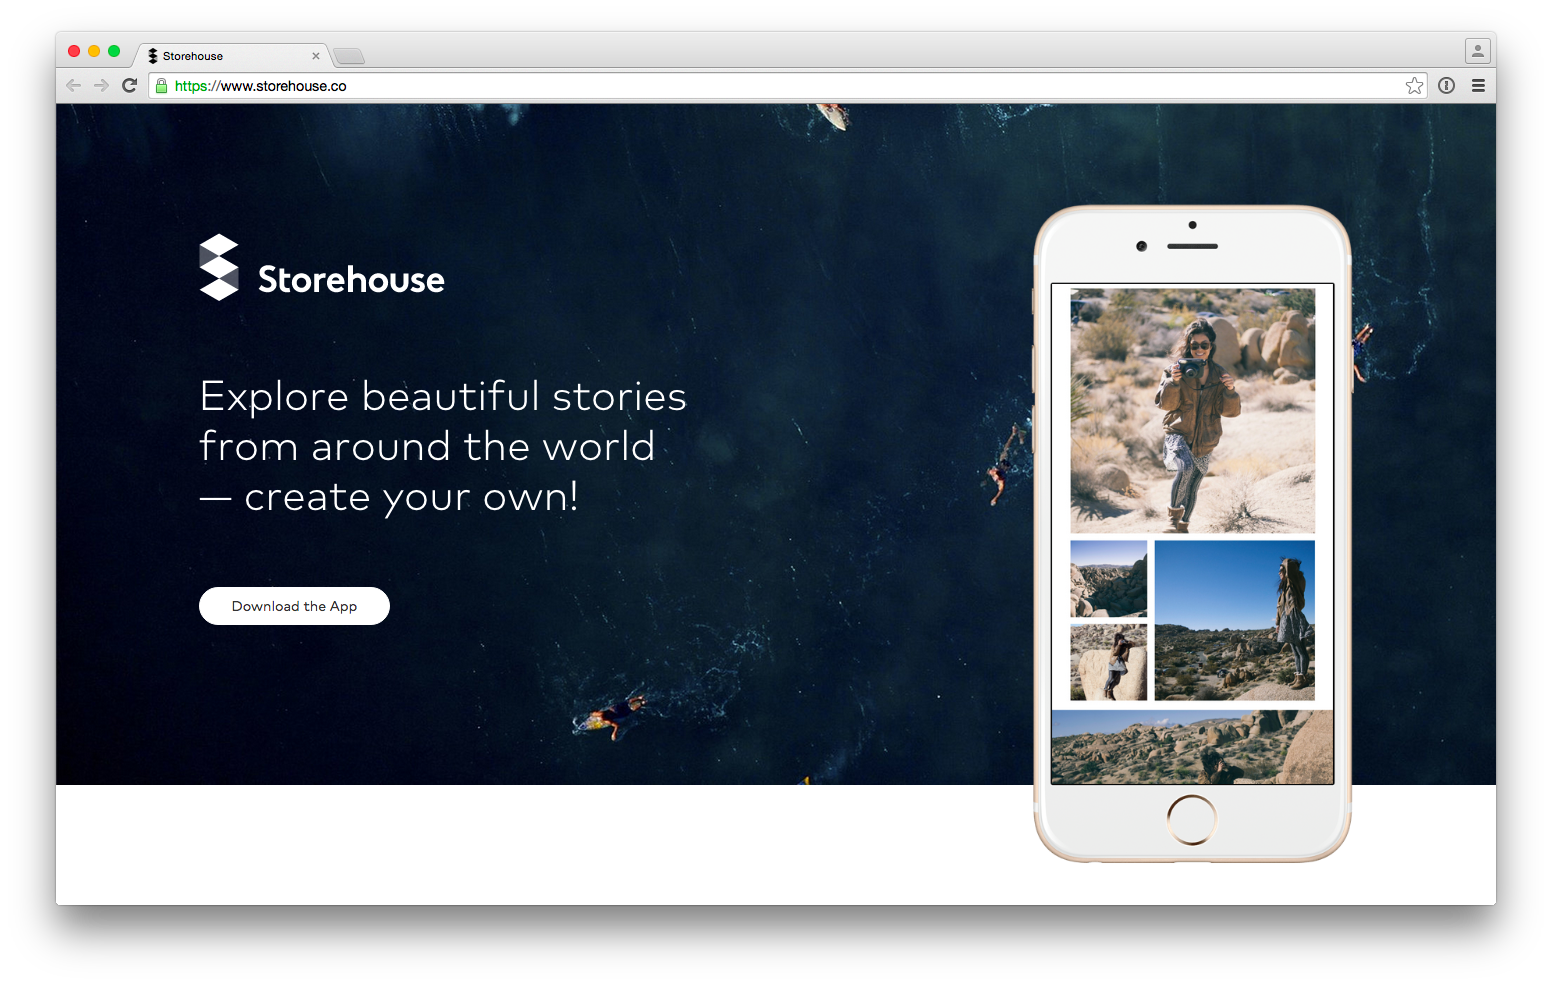 Storehouse
https://www.storehouse.co
Storehouse
Explore beautiful stories
from around the world
— create your own!
Download the App